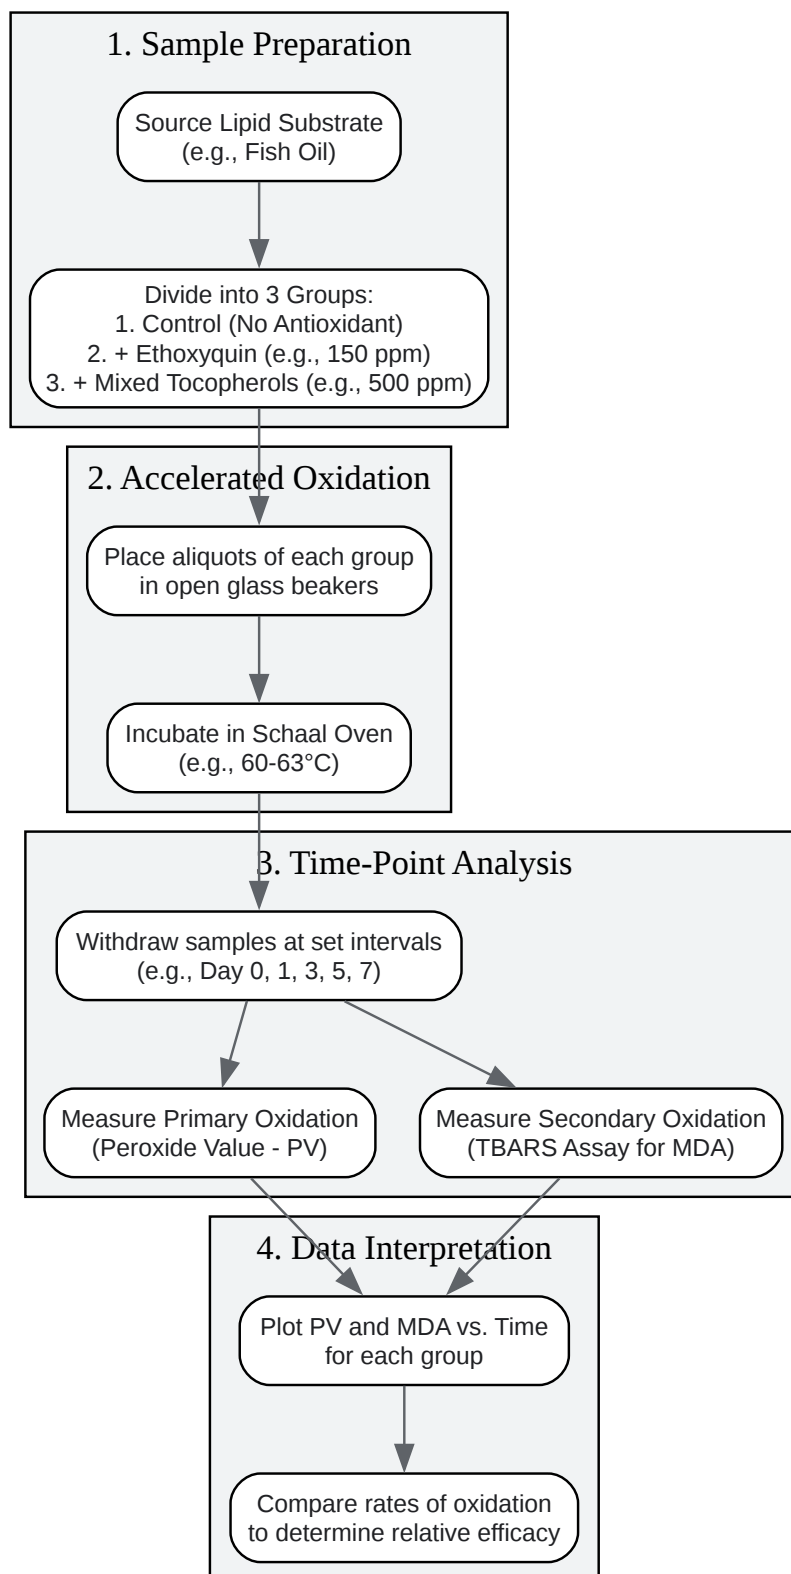 1. Sample Preparation
Source Lipid Substrate
(e.g., Fish Oil)
Divide into 3 Groups:
1. Control (No Antioxidant)
2. + Ethoxyquin (e.g., 150 ppm)
3. + Mixed Tocopherols (e.g., 500 ppm)
2. Accelerated Oxidation
Place aliquots of each group
in open glass beakers
Incubate in Schaal Oven
(e.g., 60-63°C)
3. Time-Point Analysis
Withdraw samples at set intervals
(e.g., Day 0, 1, 3, 5, 7)
Measure Primary Oxidation
(Peroxide Value - PV)
Measure Secondary Oxidation
(TBARS Assay for MDA)
4. Data Interpretation
Plot PV and MDA vs. Time
for each group
Compare rates of oxidation
to determine relative efficacy